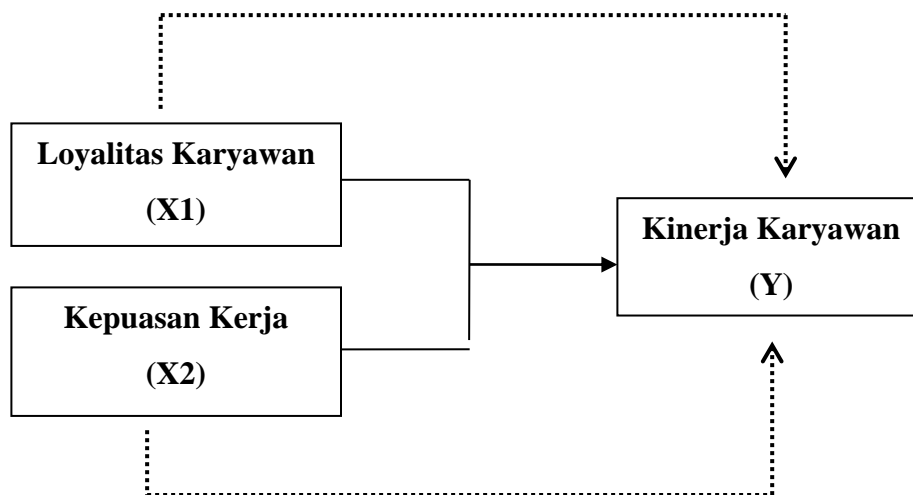 Loyalitas Karyawan
(X1)
Kinerja Karyawan
(Y)
Kepuasan Kerja
(X2)